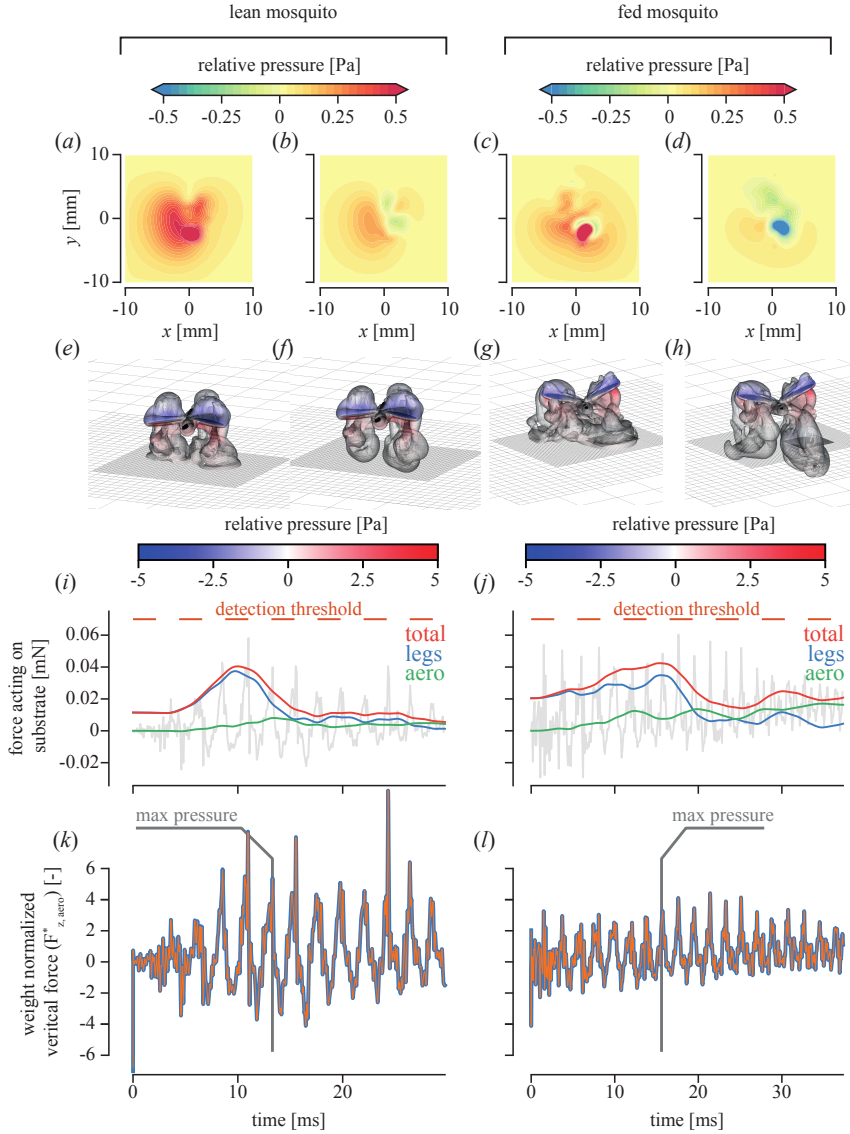 lean mosquito
fed mosquito
relative pressure [Pa]
relative pressure [Pa]
-0.5 -0.25 0 0.25 0.5
-0.5 -0.25 0 0.25 0.5
(a) (b) (c) (d)
10
0
-10
y [mm]
-10 0 10
-10 0 10
-10 0 10
-10 0 10
x [mm]
x [mm]
x [mm]
x [mm]
(e) (f) (g) (h)
relative pressure [Pa]
relative pressure [Pa]
-5 -2.5 0 2.5 5
-5 -2.5 0 2.5 5
(i) (j)
detection threshold
detection threshold
total
legs
aero
total
legs
aero
force acting on
substrate [mN]
0.06
0.04
0.02
0
-0.02
(k) (l)
max pressure
max pressure
weight normalized
veritcal force (F*z, aero) [-]
6
4
2
0
-2
-4
-6
0 10 20
0 10 20 30
time [ms]
time [ms]